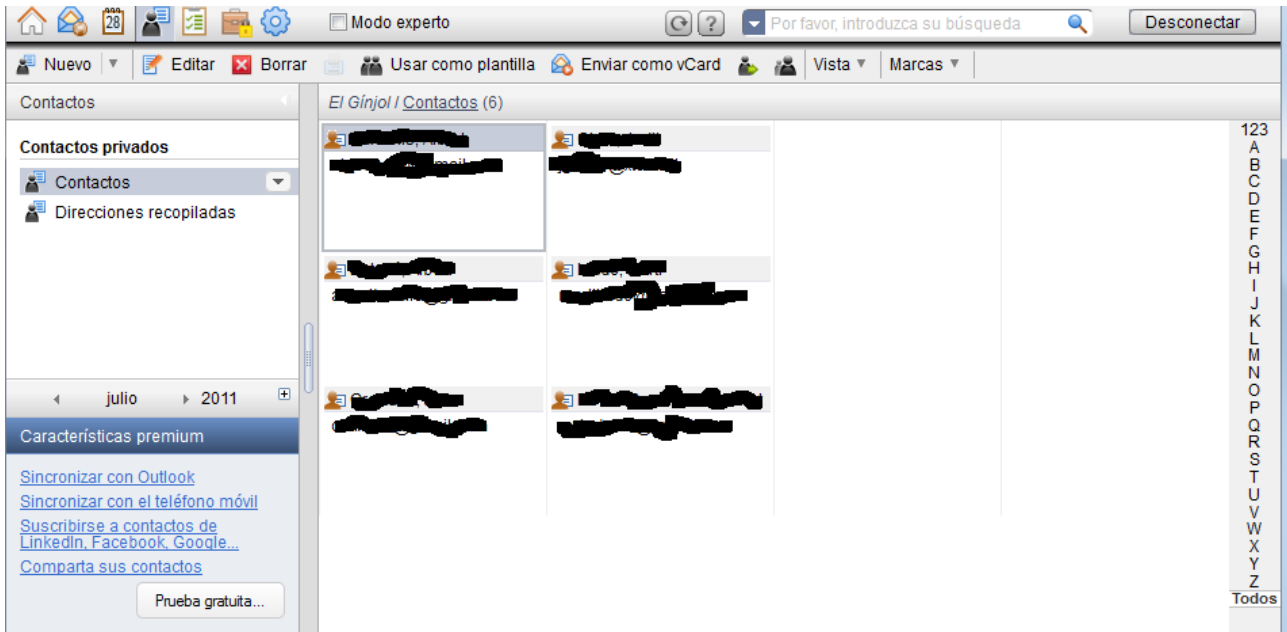 28 Modo experto ? Por favor, introduzca su búsqueda Desconectar
Nuevo Editar Borrar Usar como plantilla Enviar como vCard Vista Marcas
Contactos
El Gínjol / Contactos (6)
Contactos privados
Contactos
Direcciones recopiladas
julio 2011
Características premium
Sincronizar con Outlook
Sincronizar con el teléfono móvil
Suscribirse a contactos de
LinkedIn, Facebook, Google...
Comparta sus contactos
Prueba gratuita...
123
A
B
C
D
E
F
G
H
I
J
K
L
M
N
O
P
Q
R
S
T
U
V
W
X
Y
Z
Todos